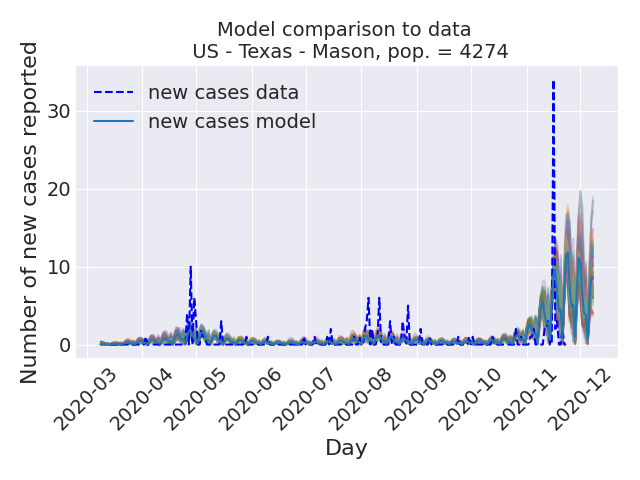 Model comparison to data
US - Texas - Mason, pop. = 4274
Number of new cases reported
new cases data
new cases model
30
20
10
0
2020-03
2020-04
2020-05
2020-06
2020-07
2020-08
2020-09
2020-10
2020-11
2020-12
Day